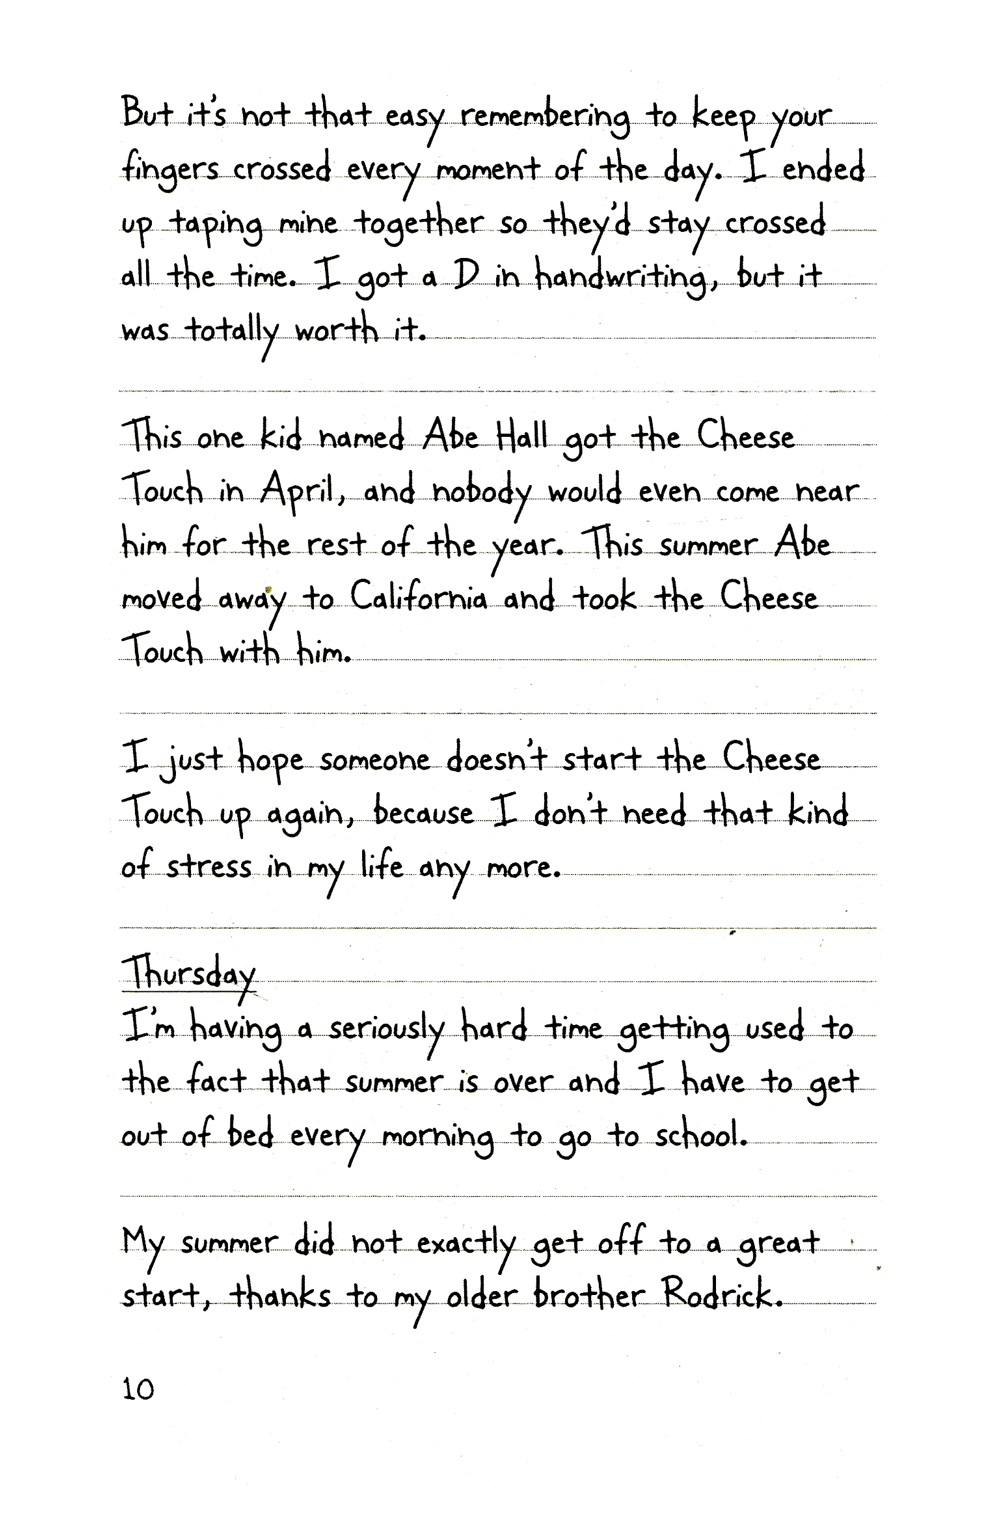 But it's not that easy remembering to keep your
fingers crossed every moment of the day. I ended
up taping mine together so they'd stay crossed
all the time. I got a D in handwriting, but it
was totally worth it.
This one kid named Abe Hall got the Cheese
Touch in April, and nobody would even come near
him for the rest of the year. This summer Abe
moved away to California and took the Cheese
Touch with him.
I just hope someone doesn't start the Cheese
Touch up again, because I don't need that kind
of stress in my life any more.
Thursday
I'm having a seriously hard time getting used to
the fact that summer is over and I have to get
out of bed every morning to go to school.
My summer did not exactly get off to a great
start, thanks to my older brother Rodrick.
10